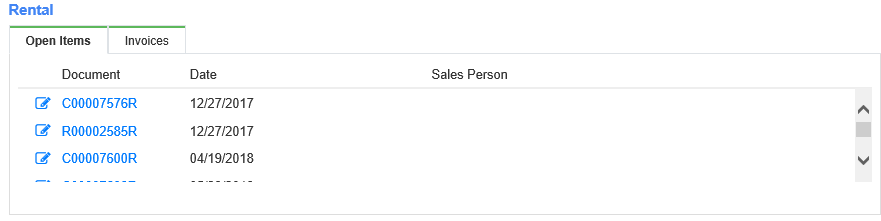 Rental
Open Items Invoices
Document Date Sales Person
C00007576R 12/27/2017
R00002585R 12/27/2017
C00007600R 04/19/2018